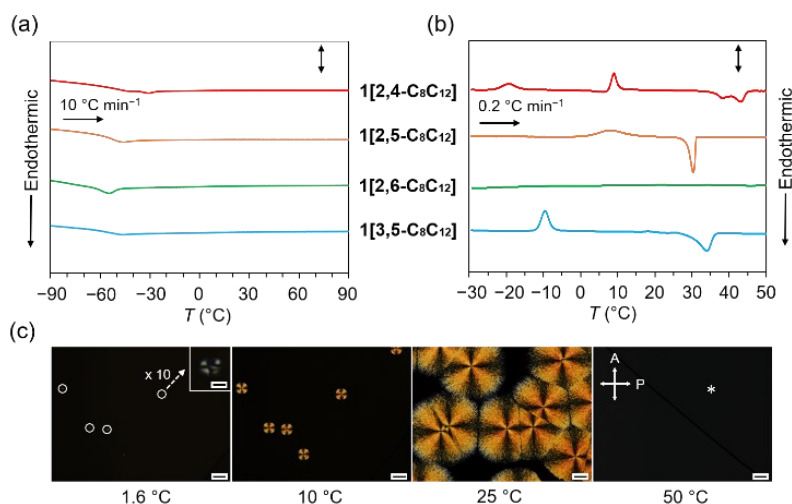 (a)
(b)
10 °C min⁻¹
0.2 °C min⁻¹
Endothermic
Endothermic
1[2,4-C₈C₁₂]
1[2,5-C₈C₁₂]
1[2,6-C₈C₁₂]
1[3,5-C₈C₁₂]
−90 −60 −30 0 30 60 90
T (°C)
−30 −20 −10 0 10 20 30 40 50
T (°C)
(c)
x 10
A
P
*
1.6 °C
10 °C
25 °C
50 °C